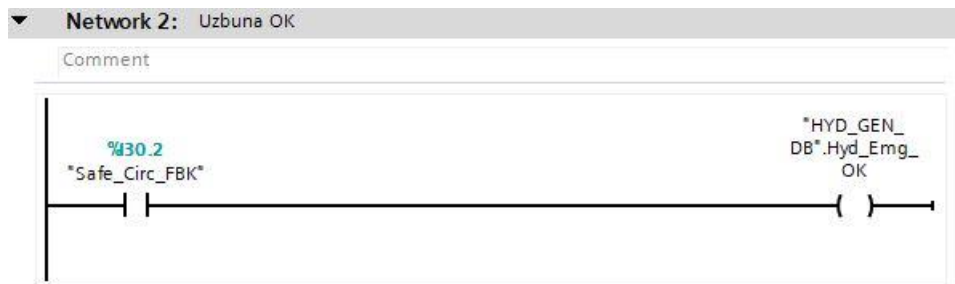 Network 2: Uzbuna OK
Comment
%I30.2
"Safe_Circ_FBK"
"HYD_GEN_
DB".Hyd_Emg_
OK